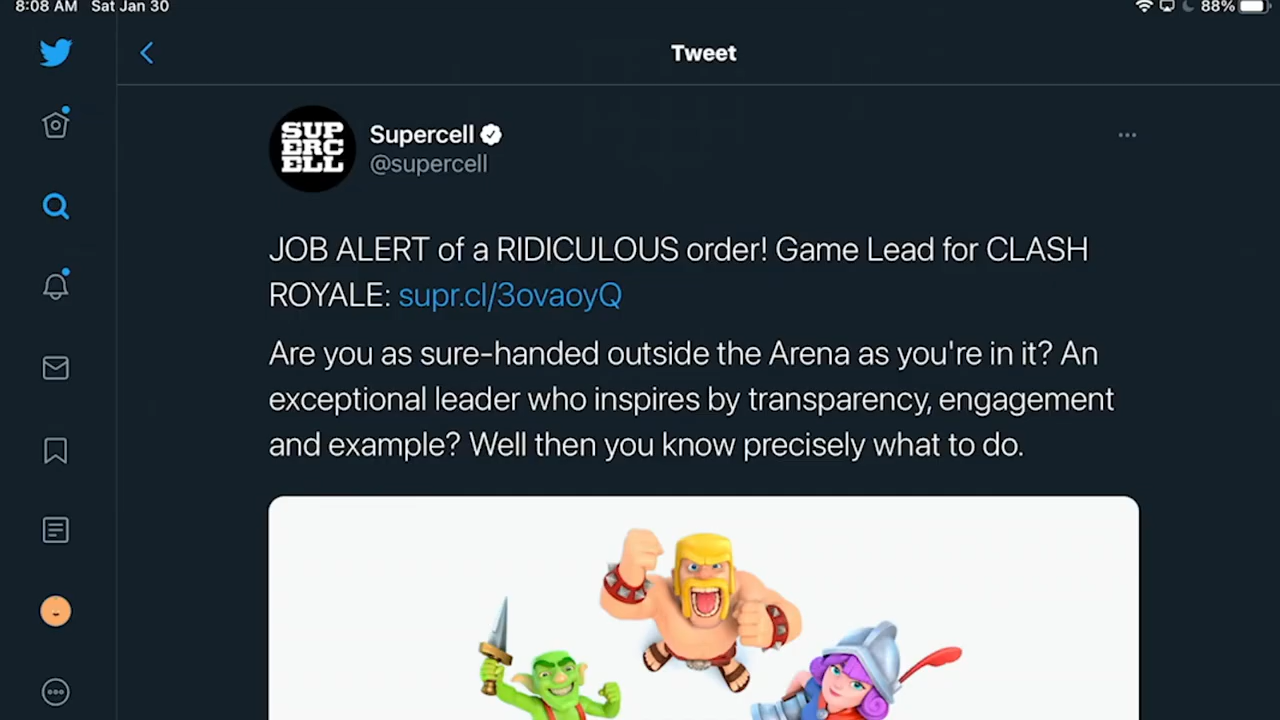 8:08 AM Sat Jan 30 88%
Tweet
SUP
ERC
ELL
Supercell
@supercell
JOB ALERT of a RIDICULOUS order! Game Lead for CLASH
ROYALE: supr.cl/3ovaoyQ
Are you as sure-handed outside the Arena as you're in it? An
exceptional leader who inspires by transparency, engagement
and example? Well then you know precisely what to do.